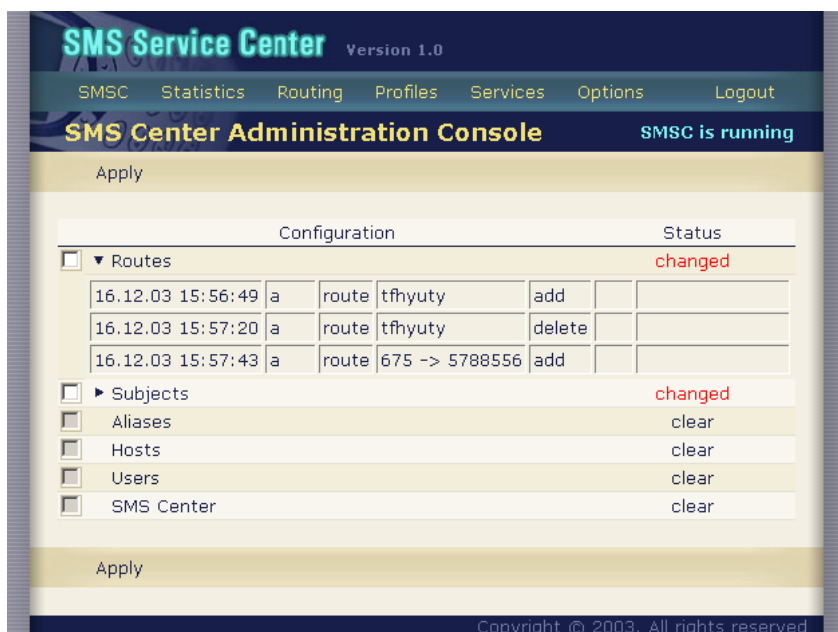 SMS Service Center Version 1.0
SMSC Statistics Routing Profiles Services Options Logout
SMS Center Administration Console SMSC is running
Apply
Configuration Status
Routes changed
16.12.03 15:56:49 a route tfhyuty add
16.12.03 15:57:20 a route tfhyuty delete
16.12.03 15:57:43 a route 675 -> 5788556 add
Subjects changed
Aliases clear
Hosts clear
Users clear
SMS Center clear
Apply
Copyright © 2003. All rights reserved